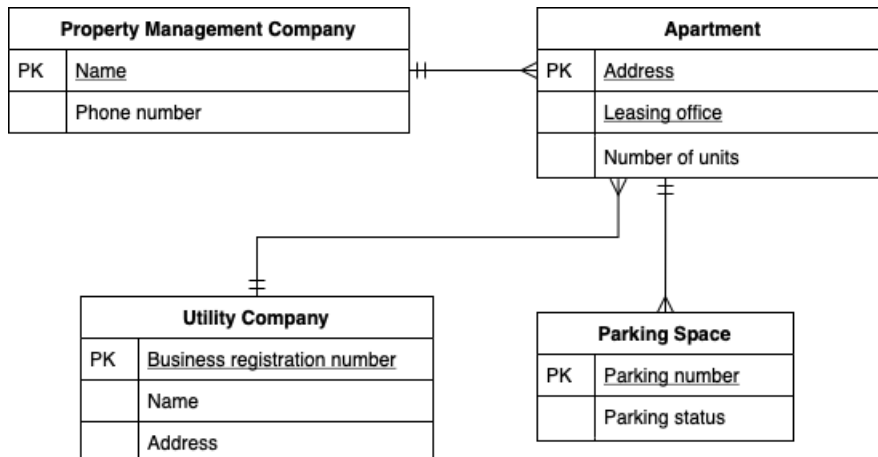 Property Management Company
PK Name
Phone number
Apartment
PK Address
Leasing office
Number of units
Utility Company
PK Business registration number
Name
Address
Parking Space
PK Parking number
Parking status